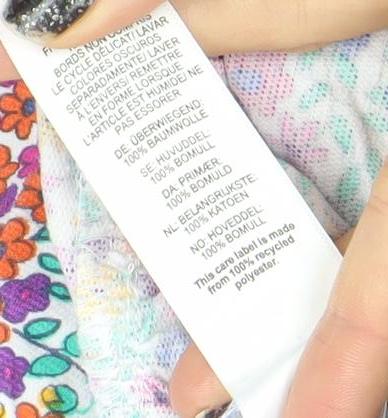 BORDS NON COMPRIS
LE CYCLE DÉLICAT/ LAVAR
COLORES OSCUROS
SEPARADAMENTE/ LAVER
À L'ENVERS/ REMETTRE
EN FORME LORSQUE
L'ARTICLE EST HUMIDE/ NE
PAS ESSORER
DE: ÜBERWIEGEND:
100% BAUMWOLLE
SE: HUVUDDEL:
100% BOMULL
DA: PRIMÆR:
100% BOMULD
NL: BELANGRIJKSTE:
100% KATOEN
NO: HOVEDDEL:
100% BOMULL
This care label is made
from 100% recycled
polyester.